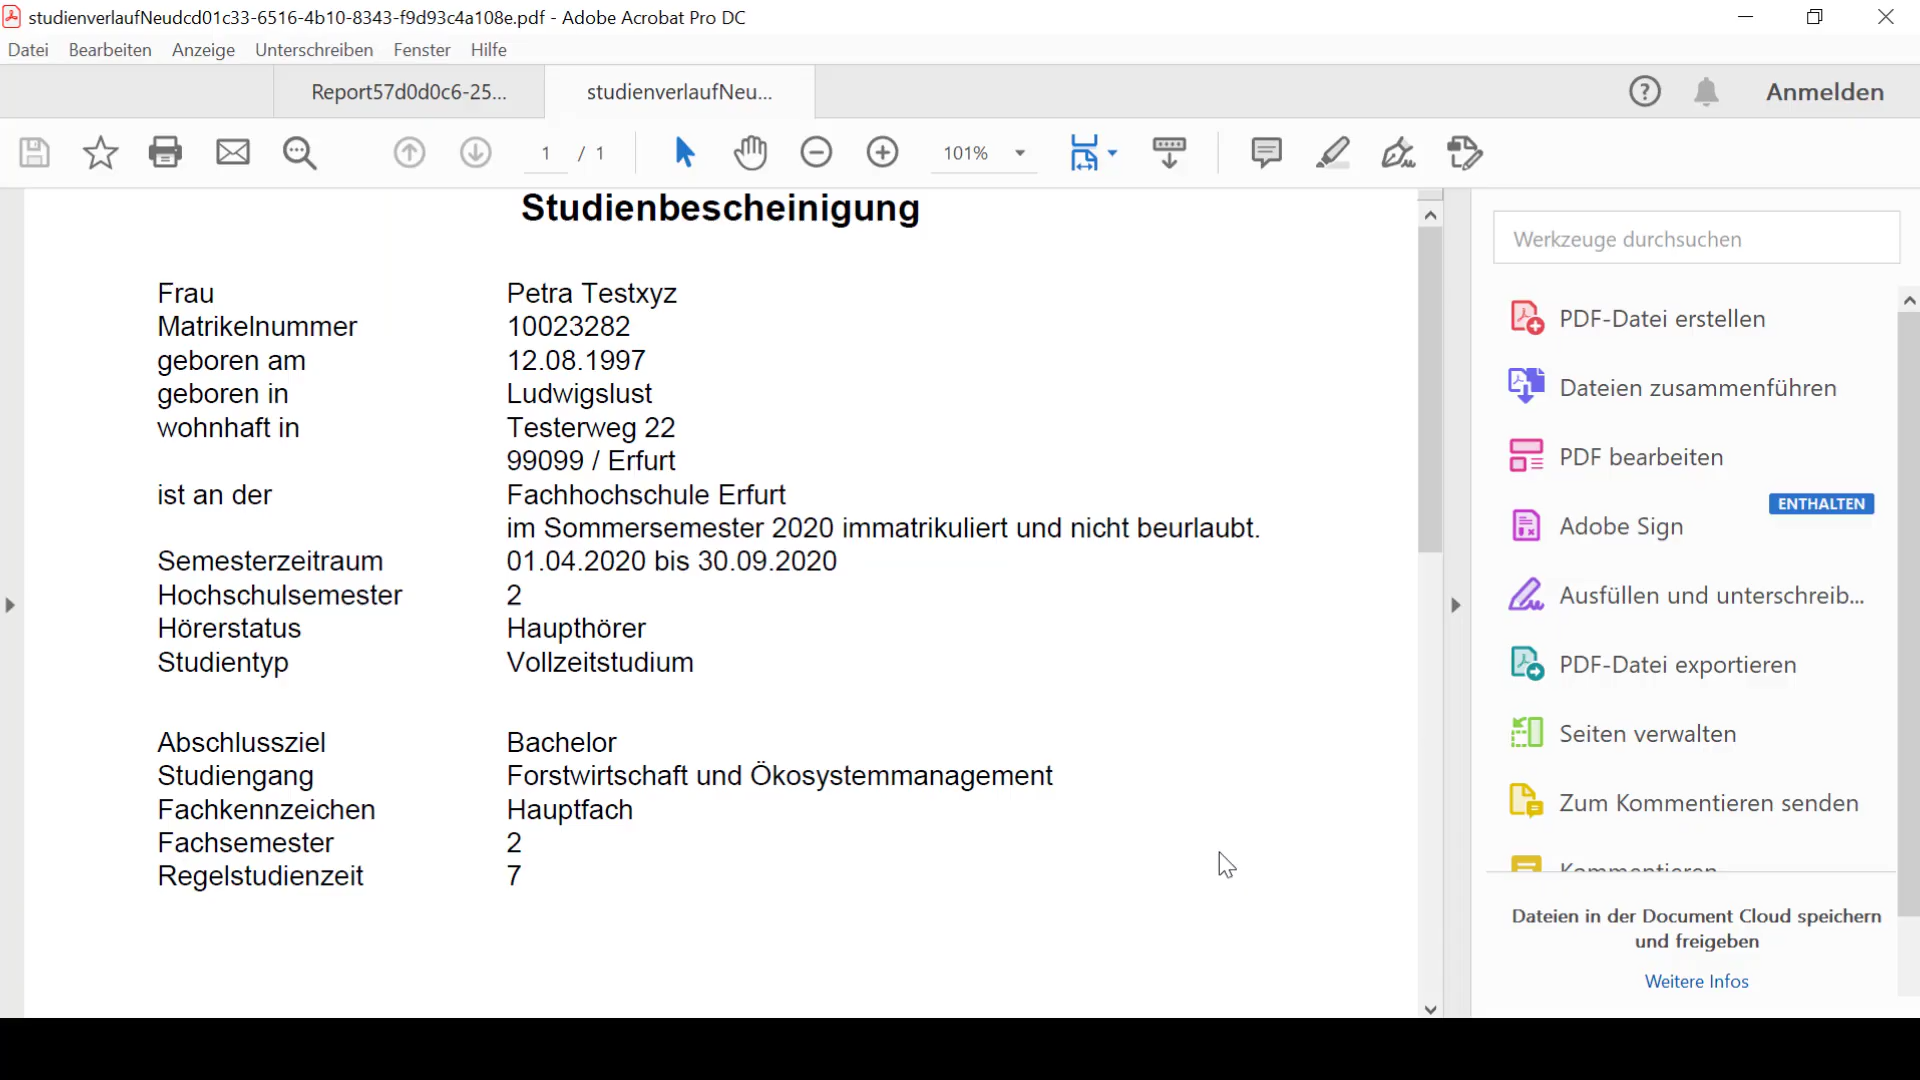 studienverlaufNeudcd01c33-6516-4b10-8343-f9d93c4a108e.pdf - Adobe Acrobat Pro DC
Datei Bearbeiten Anzeige Unterschreiben Fenster Hilfe
Report57d0d0c6-25... studienverlaufNeu... Anmelden
1 / 1 101%
Studienbescheinigung
Frau Petra Testxyz
Matrikelnummer 10023282
geboren am 12.08.1997
geboren in Ludwigslust
wohnhaft in Testerweg 22
99099 / Erfurt
ist an der Fachhochschule Erfurt
im Sommersemester 2020 immatrikuliert und nicht beurlaubt.
Semesterzeitraum 01.04.2020 bis 30.09.2020
Hochschulsemester 2
Hörerstatus Haupthörer
Studientyp Vollzeitstudium
Abschlussziel Bachelor
Studiengang Forstwirtschaft und Ökosystemmanagement
Fachkennzeichen Hauptfach
Fachsemester 2
Regelstudienzeit 7
Werkzeuge durchsuchen
PDF-Datei erstellen
Dateien zusammenführen
PDF bearbeiten
ENTHALTEN
Adobe Sign
Ausfüllen und unterschreib...
PDF-Datei exportieren
Seiten verwalten
Zum Kommentieren senden
Kommentieren
Dateien in der Document Cloud speichern
und freigeben
Weitere Infos